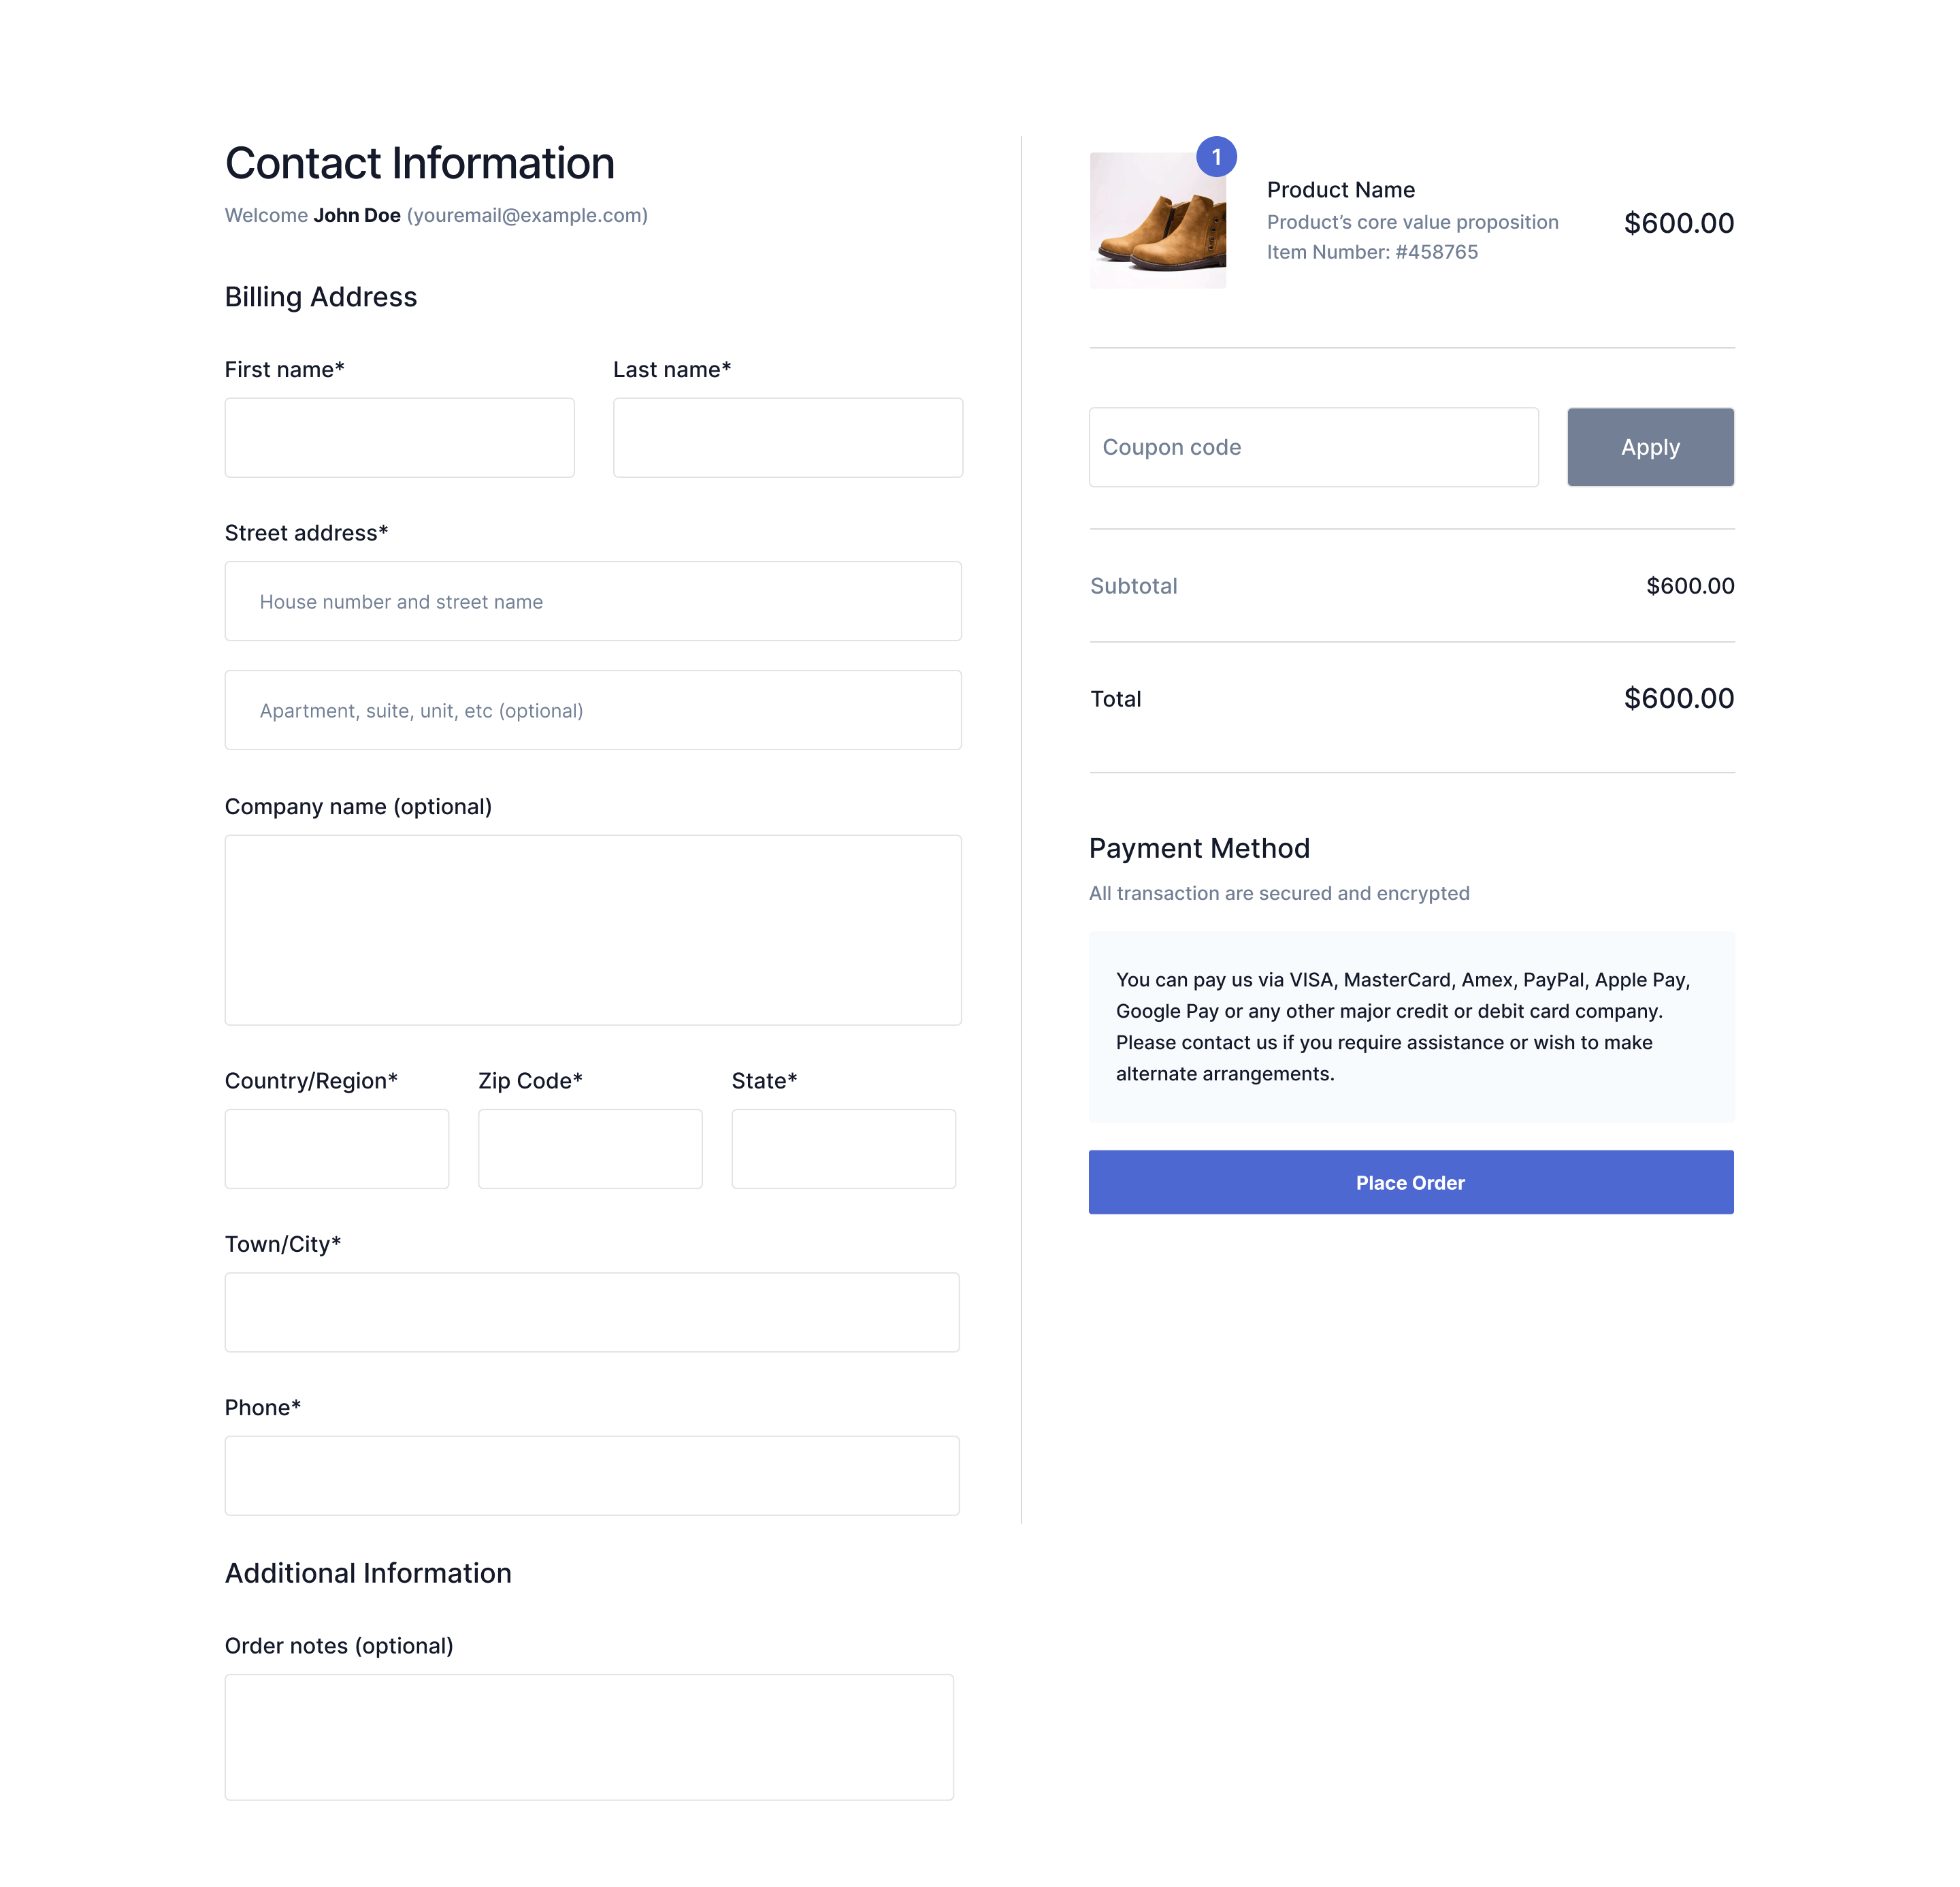 Contact Information
Welcome John Doe (youremail@example.com)
Billing Address
First name*
Last name*
Street address*
House number and street name
Apartment, suite, unit, etc (optional)
Company name (optional)
Country/Region*
Zip Code*
State*
Town/City*
Phone*
Additional Information
Order notes (optional)
1
Product Name
Product’s core value proposition
Item Number: #458765
$600.00
Coupon code
Apply
Subtotal
$600.00
Total
$600.00
Payment Method
All transaction are secured and encrypted
You can pay us via VISA, MasterCard, Amex, PayPal, Apple Pay,
Google Pay or any other major credit or debit card company.
Please contact us if you require assistance or wish to make
alternate arrangements.
Place Order